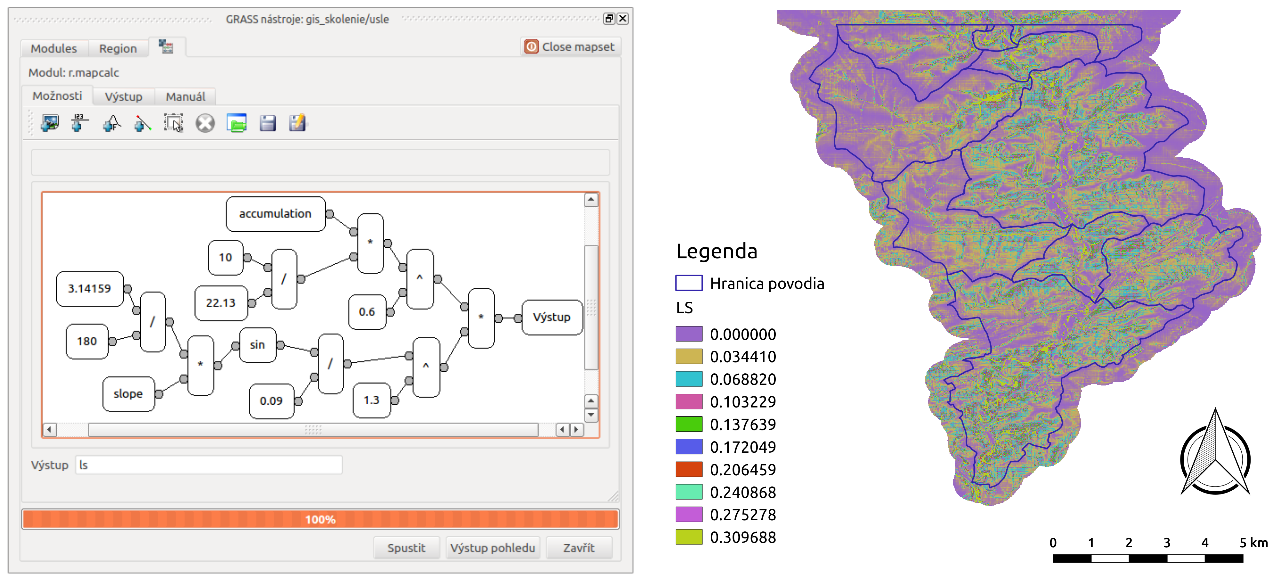 GRASS nástroje: gis_skolenie/usle
Modules
Region
Close mapset
Modul: r.mapcalc
Možnosti
Výstup
Manuál
123
F
accumulation
*
10
/
22.13
^
0.6
3.14159
/
180
*
slope
sin
/
0.09
^
1.3
*
Výstup
Výstup
ls
100%
Spustit
Výstup pohledu
Zavřít
Legenda
Hranica povodia
LS
0.000000
0.034410
0.068820
0.103229
0.137639
0.172049
0.206459
0.240868
0.275278
0.309688
0 1 2 3 4 5 km